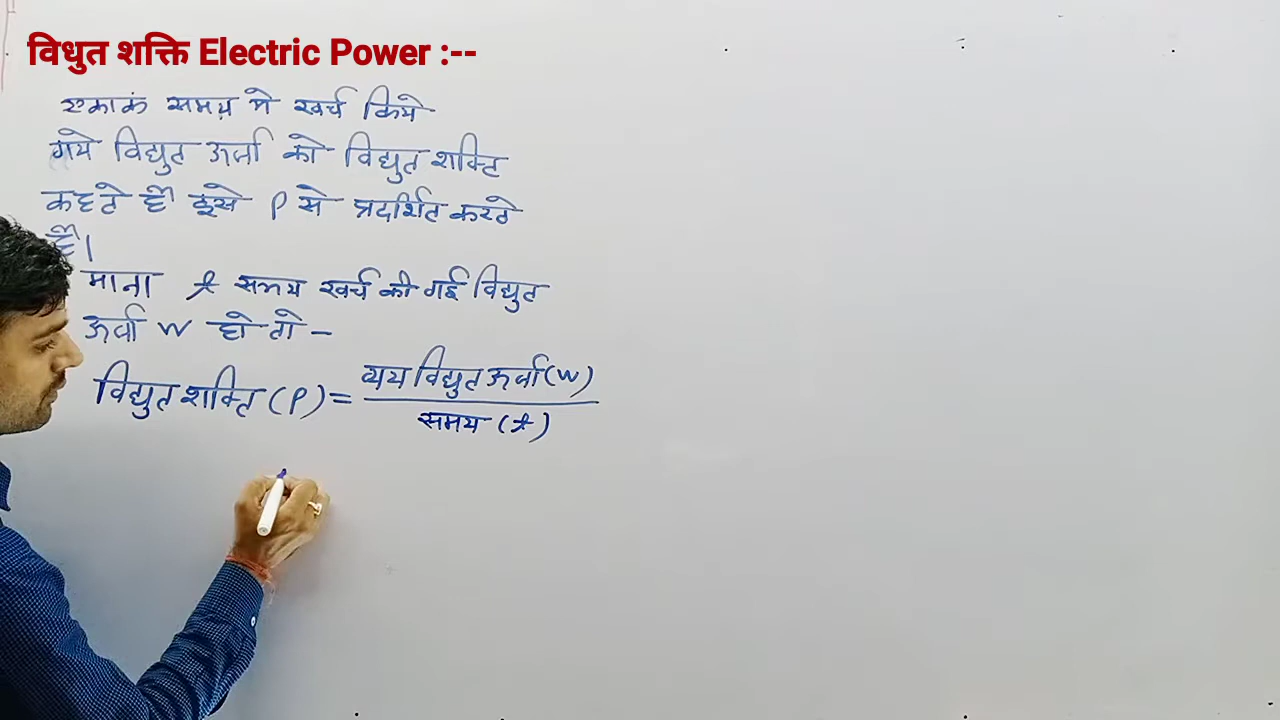 विधुत शक्ति Electric Power :--
एकाकं समय मे खर्च किये
गये विद्युत ऊर्जा को विद्युत शक्ति
कहते है इसे P से प्रदर्शित करते
है।
माना t समय खर्च की गई विद्युत
ऊर्जा W हो तो –
विद्युत शक्ति (P) = व्यय विद्युत ऊर्जा (W)
समय (t)